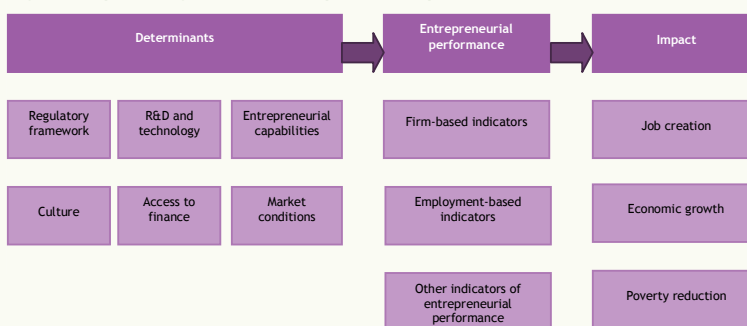 Determinants
Entrepreneurial
performance
Impact
Regulatory
framework
R&D and
technology
Entrepreneurial
capabilities
Firm-based indicators
Job creation
Culture
Access to
finance
Market
conditions
Employment-based
indicators
Economic growth
Other indicators of
entrepreneurial
performance
Poverty reduction